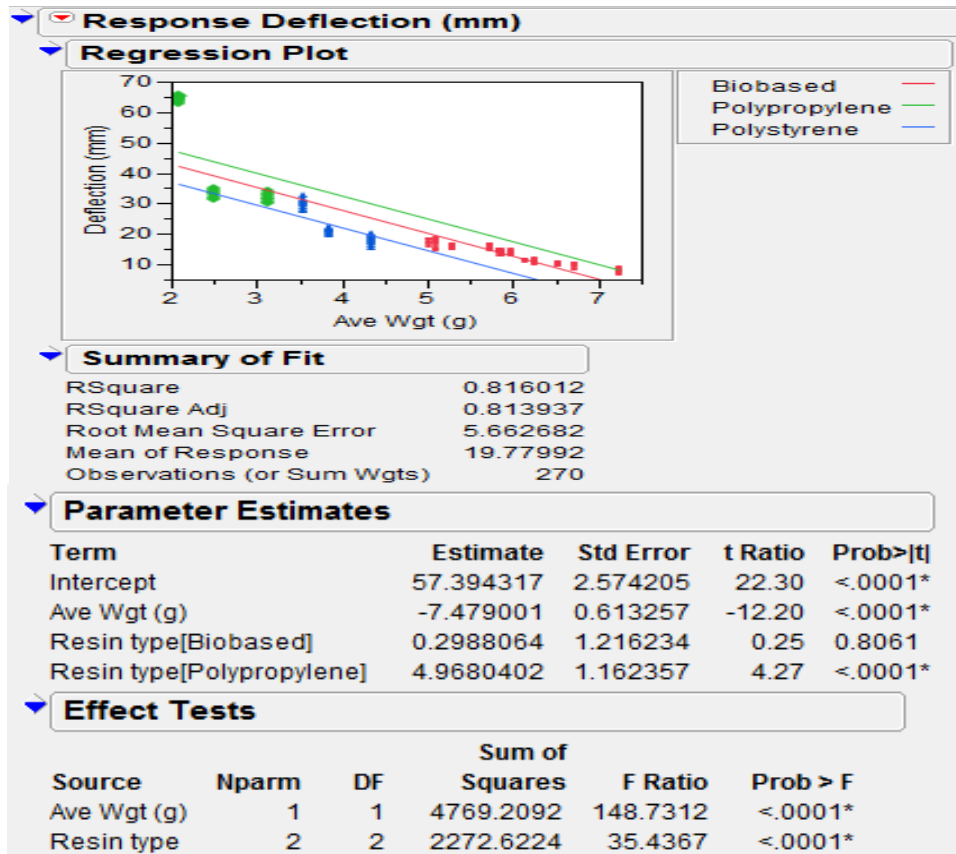 Response Deflection (mm)
Regression Plot
70
60
50
40
30
20
10
Deflection (mm)
2 3 4 5 6 7
Ave Wgt (g)
Biobased
Polypropylene
Polystyrene
Summary of Fit
RSquare 0.816012
RSquare Adj 0.813937
Root Mean Square Error 5.662682
Mean of Response 19.77992
Observations (or Sum Wgts) 270
Parameter Estimates
Term Estimate Std Error t Ratio Prob>|t|
Intercept 57.394317 2.574205 22.30 <.0001*
Ave Wgt (g) -7.479001 0.613257 -12.20 <.0001*
Resin type[Biobased] 0.2988064 1.216234 0.25 0.8061
Resin type[Polypropylene] 4.9680402 1.162357 4.27 <.0001*
Effect Tests
Sum of
Source Nparm DF Squares F Ratio Prob > F
Ave Wgt (g) 1 1 4769.2092 148.7312 <.0001*
Resin type 2 2 2272.6224 35.4367 <.0001*